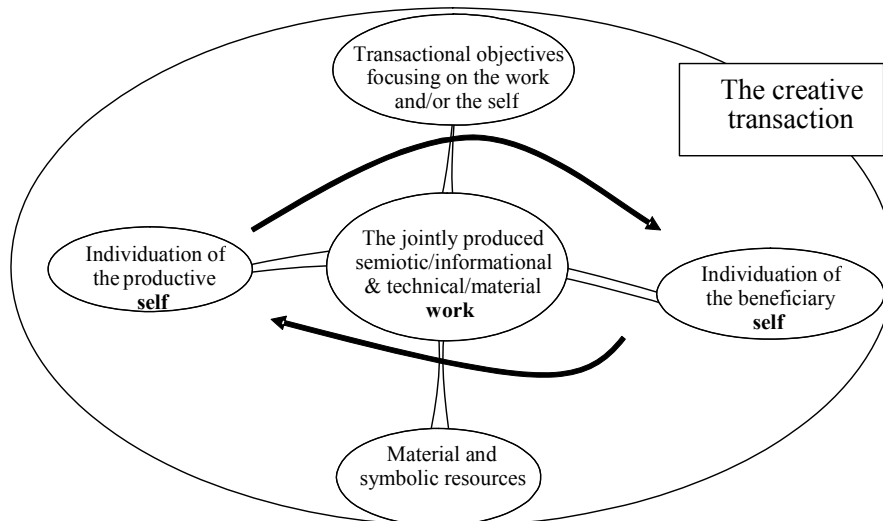 Transactional objectives
focusing on the work
and/or the self
The creative
transaction
Individuation of
the productive
self
The jointly produced
semiotic/informational
& technical/material
work
Individuation of
the beneficiary
self
Material and
symbolic resources